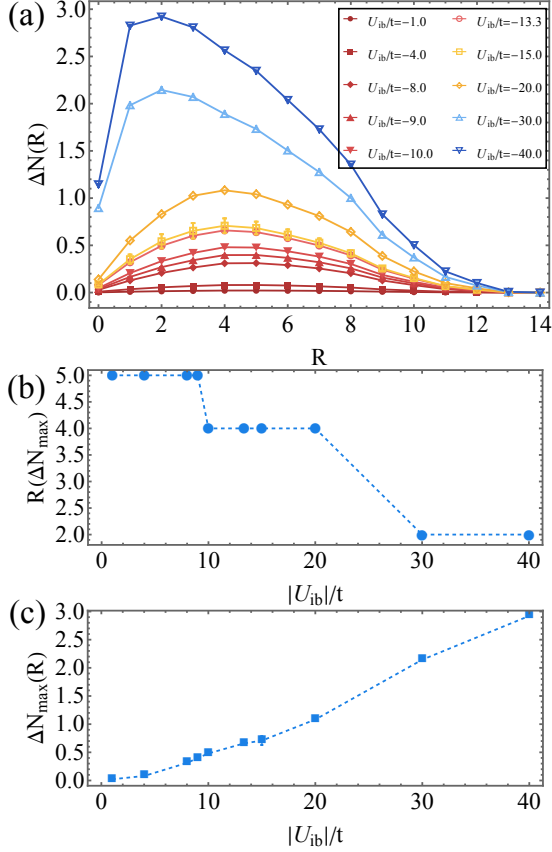 (a)
3.0
2.5
2.0
1.5
1.0
0.5
0.0
ΔN(R)
U_ib/t=-1.0
U_ib/t=-4.0
U_ib/t=-8.0
U_ib/t=-9.0
U_ib/t=-10.0
U_ib/t=-13.3
U_ib/t=-15.0
U_ib/t=-20.0
U_ib/t=-30.0
U_ib/t=-40.0
0 2 4 6 8 10 12 14
R
(b)
5.0
4.5
4.0
3.5
3.0
2.5
2.0
R(ΔN_max)
0 10 20 30 40
|U_ib|/t
(c)
3.0
2.5
2.0
1.5
1.0
0.5
0.0
ΔN_max(R)
0 10 20 30 40
|U_ib|/t